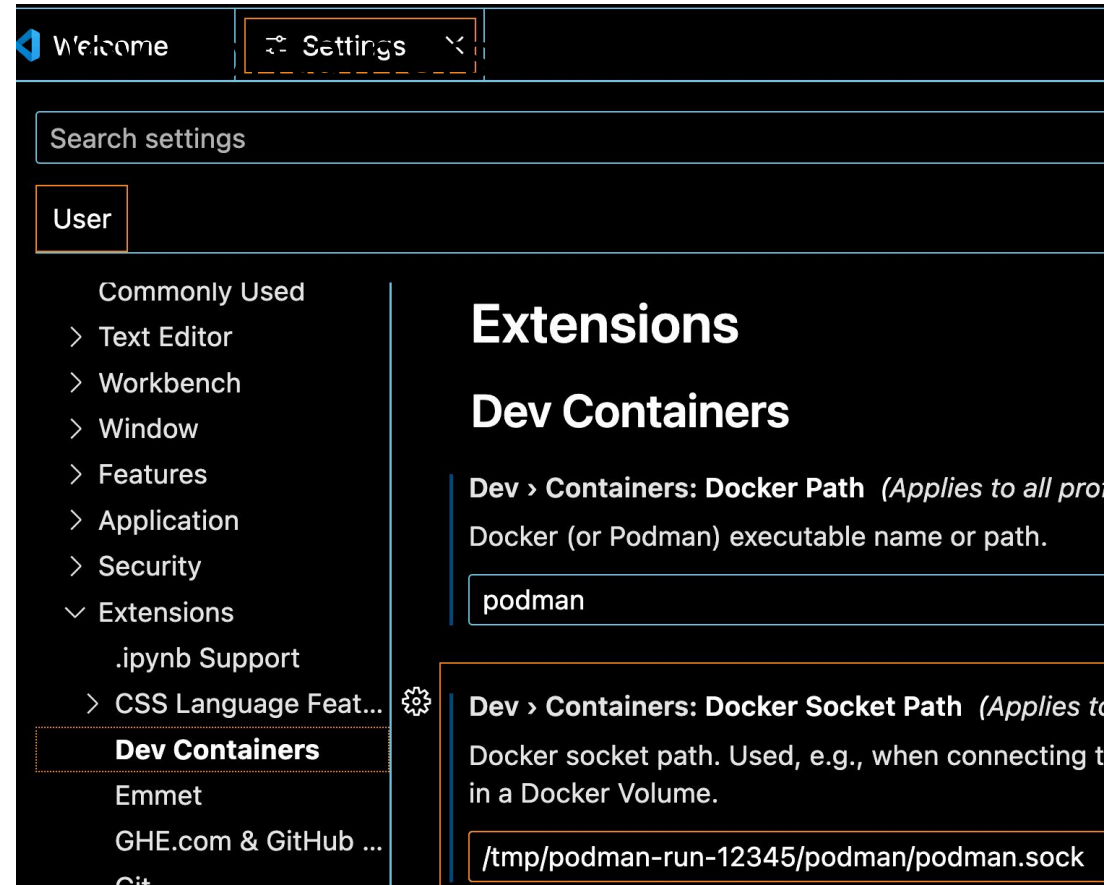 Welcome
Settings
Search settings
User
Commonly Used
Text Editor
Workbench
Window
Features
Application
Security
Extensions
.ipynb Support
CSS Language Feat...
Dev Containers
Emmet
GHE.com & GitHub ...
Git
Extensions
Dev Containers
Dev › Containers: Docker Path (Applies to all prof
Docker (or Podman) executable name or path.
podman
Dev › Containers: Docker Socket Path (Applies to
Docker socket path. Used, e.g., when connecting t
in a Docker Volume.
/tmp/podman-run-12345/podman/podman.sock